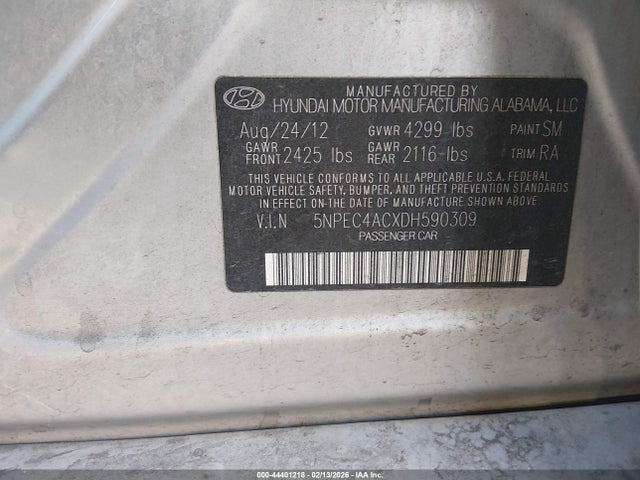 MANUFACTURED BY
HYUNDAI MOTOR MANUFACTURING ALABAMA, LLC
Aug/24/12 GVWR 4299 lbs PAINT SM
GAWR FRONT 2425 lbs GAWR REAR 2116-lbs TRIM RA
THIS VEHICLE CONFORMS TO ALL APPLICABLE U.S.A. FEDERAL
MOTOR VEHICLE SAFETY, BUMPER, AND THEFT PREVENTION STANDARDS
IN EFFECT ON THE DATE OF MANUFACTURE SHOWN ABOVE.
V.I.N 5NPEC4ACXDH590309
PASSENGER CAR
000-44401218 - 02/13/2026 - IAA Inc.